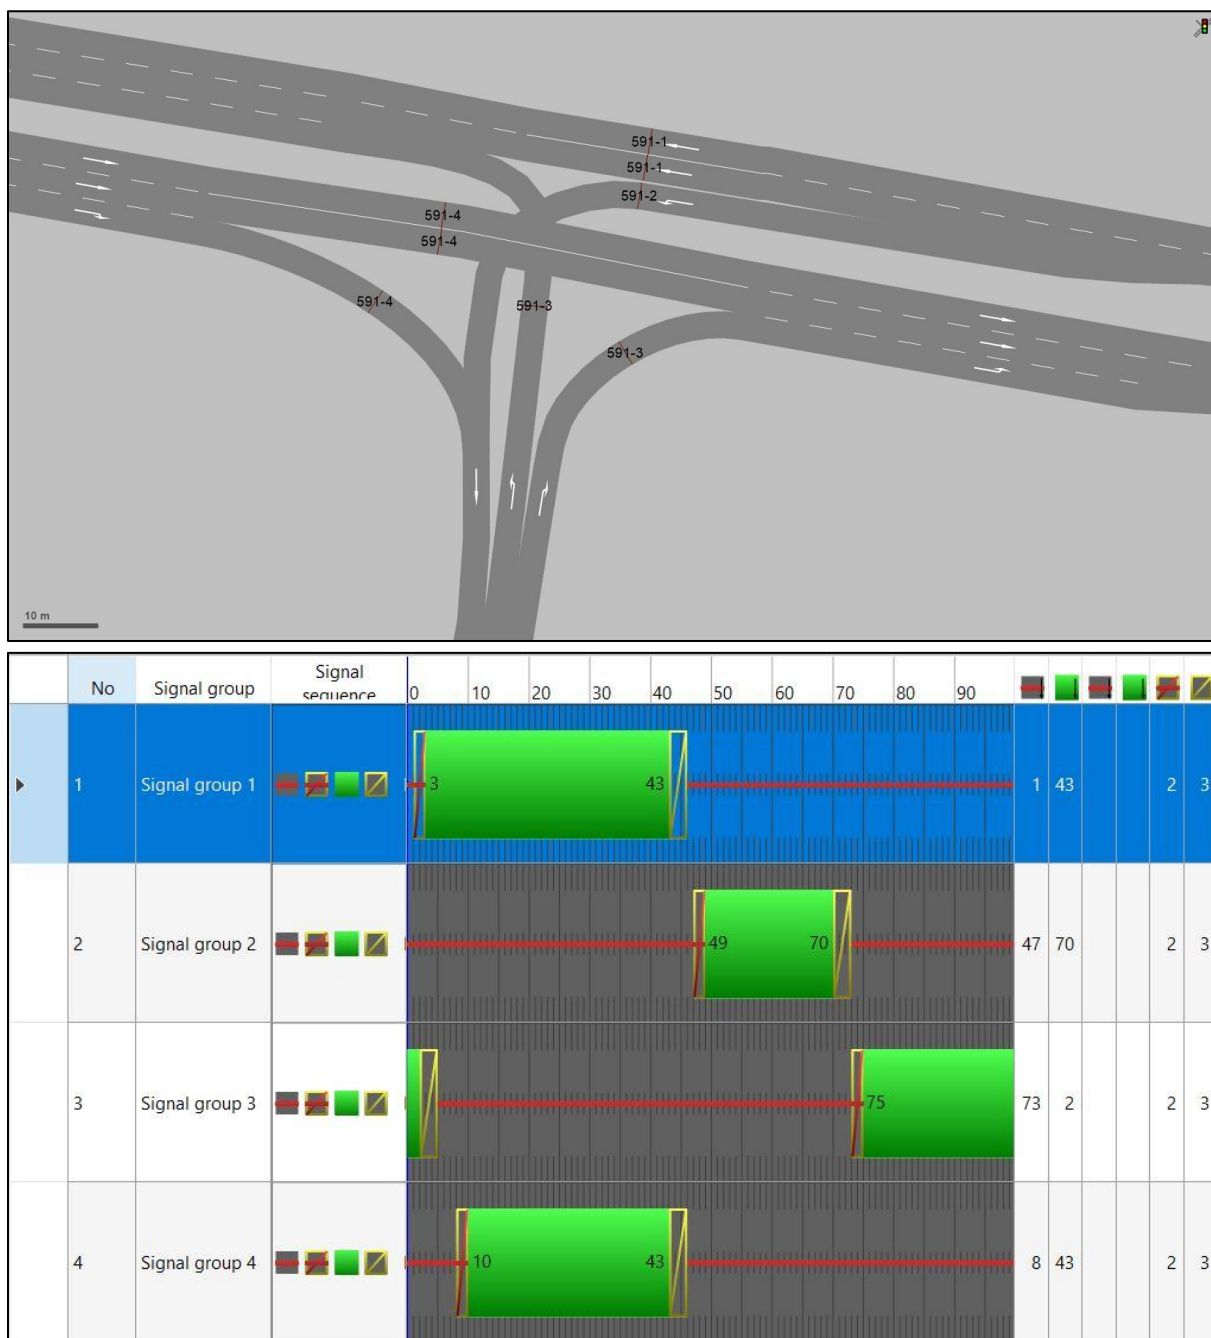 591-1
591-1
591-2
591-4
591-4
591-4
591-3
591-3
10 m
No Signal group Signal sequence 0 10 20 30 40 50 60 70 80 90
1 Signal group 1 3 43 1 43 2 3
2 Signal group 2 49 70 47 70 2 3
3 Signal group 3 75 73 2 2 3
4 Signal group 4 10 43 8 43 2 3